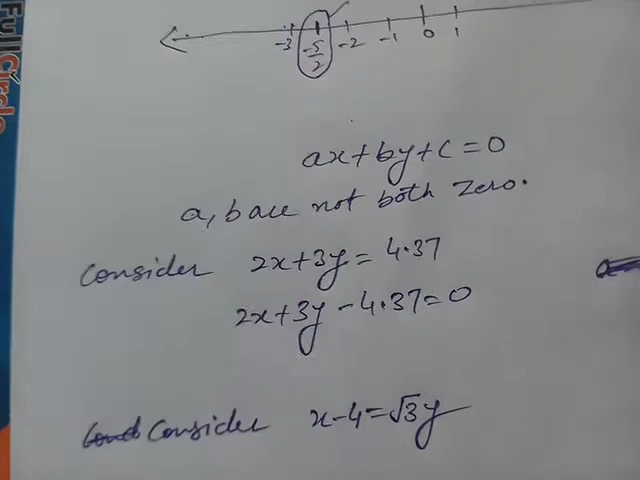 FullCircle
-3 -5/2 -2 -1 0 1
ax+by+c=0
a, b are not both zero.
Consider 2x+3y=4.37
2x+3y-4.37=0
Consider x-4=√3y